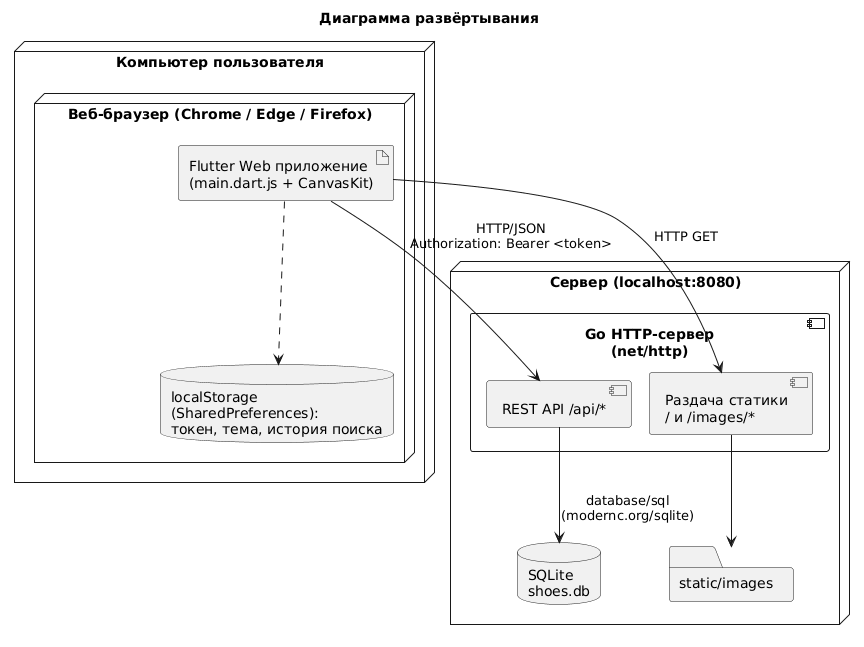 Диаграмма развёртывания
Компьютер пользователя
Веб-браузер (Chrome / Edge / Firefox)
Flutter Web приложение
(main.dart.js + CanvasKit)
HTTP/JSON
Authorization: Bearer <token>
HTTP GET
Сервер (localhost:8080)
Go HTTP-сервер
(net/http)
REST API /api/*
Раздача статики
/ и /images/*
localStorage
(SharedPreferences):
токен, тема, история поиска
database/sql
(modernc.org/sqlite)
SQLite
shoes.db
static/images